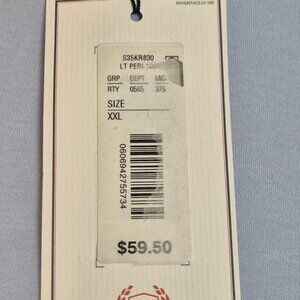 S35KR830
LT PERI
GRP DEPT MIC
RTY 0565 375
SIZE
XXL
0606942755734
$59.50